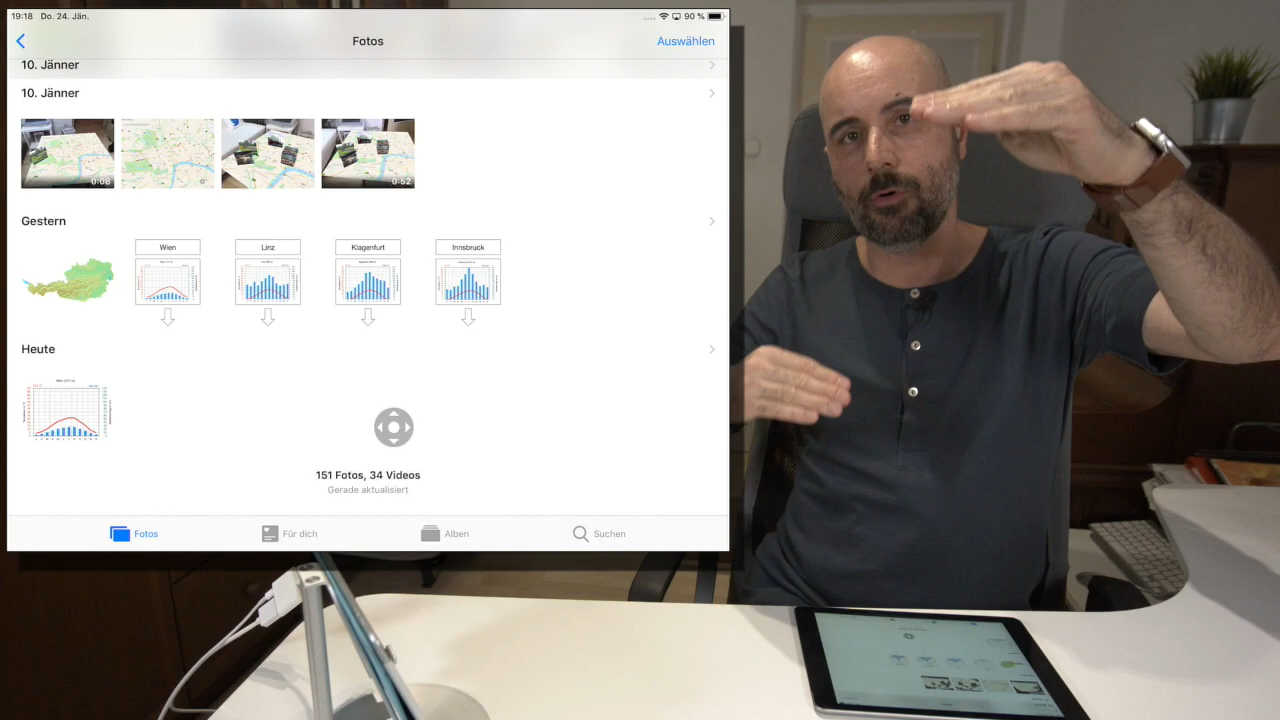 19:18 Do. 24. Jän.
90 %
Fotos
Auswählen
10. Jänner
10. Jänner
0:08
0:52
Gestern
Wien
Linz
Klagenfurt
Innsbruck
Heute
151 Fotos, 34 Videos
Gerade aktualisiert
Fotos
Für dich
Alben
Suchen